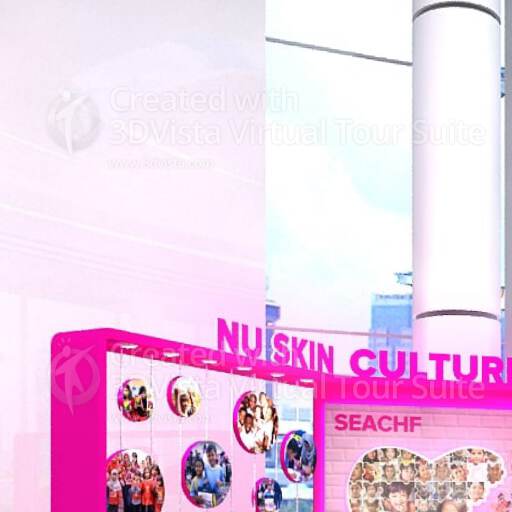 Created with
3DVista Virtual Tour Suite
www.3dvista.com
NU SKIN CULTUR
Created with
3DVista Virtual Tour Suite
SEACHF